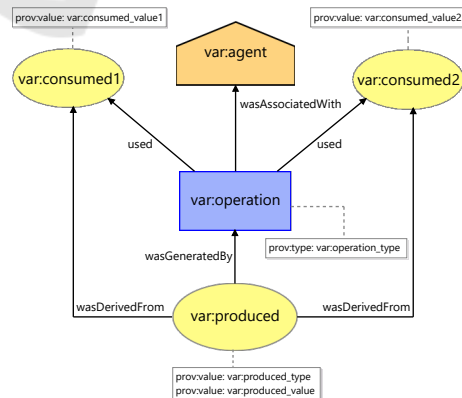 prov:value: var:consumed_value1
prov:value: var:consumed_value2
var:agent
var:consumed1
var:consumed2
wasAssociatedWith
used
used
var:operation
prov:type: var:operation_type
wasGeneratedBy
wasDerivedFrom
var:produced
wasDerivedFrom
prov:value: var:produced_type
prov:value: var:produced_value